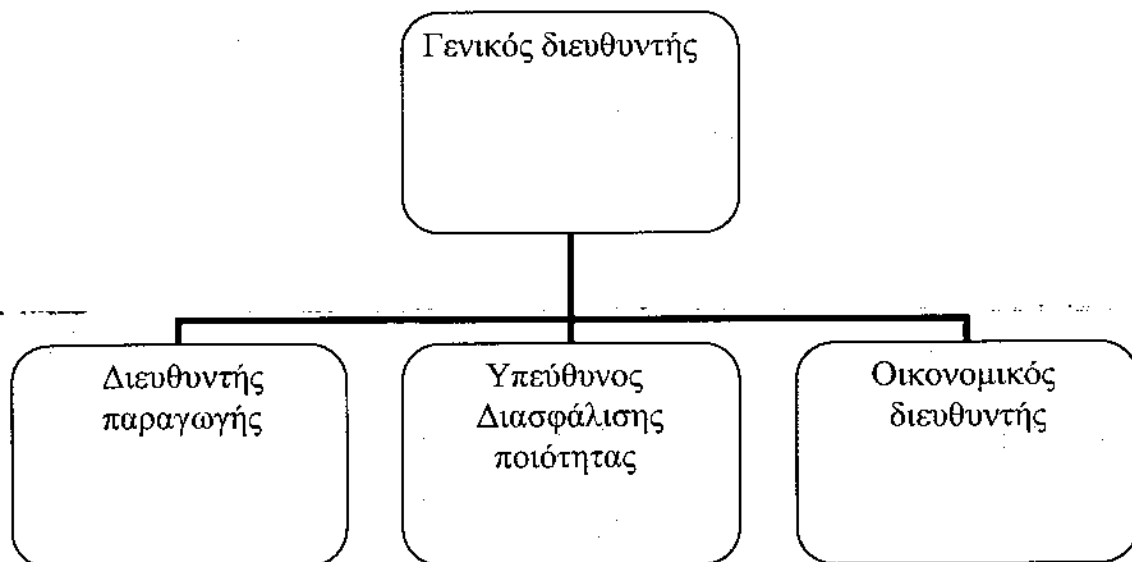 Γενικός διευθυντής
Διευθυντής
παραγωγής
Υπεύθυνος
Διασφάλισης
ποιότητας
Οικονομικός
διευθυντής